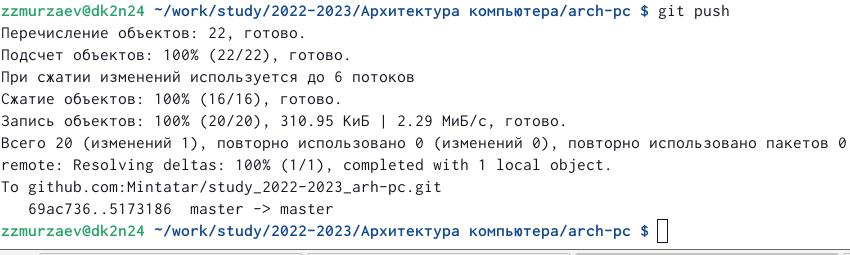 zzmurzaev@dk2n24 ~/work/study/2022-2023/Архитектура компьютера/arch-pc $ git push
Перечисление объектов: 22, готово.
Подсчет объектов: 100% (22/22), готово.
При сжатии изменений используется до 6 потоков
Сжатие объектов: 100% (16/16), готово.
Запись объектов: 100% (20/20), 310.95 КиБ | 2.29 МиБ/с, готово.
Всего 20 (изменений 1), повторно использовано 0 (изменений 0), повторно использовано пакетов 0
remote: Resolving deltas: 100% (1/1), completed with 1 local object.
To github.com:Mintatar/study_2022-2023_arh-pc.git
   69ac736..5173186  master -> master
zzmurzaev@dk2n24 ~/work/study/2022-2023/Архитектура компьютера/arch-pc $